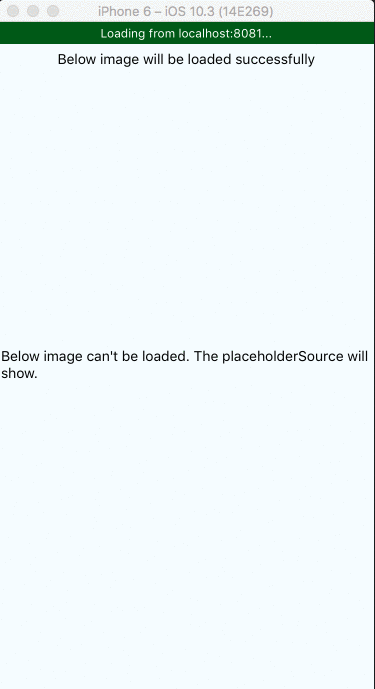 iPhone 6 – iOS 10.3 (14E269)
Loading from localhost:8081...
Below image will be loaded successfully
Below image can't be loaded. The placeholderSource will
show.